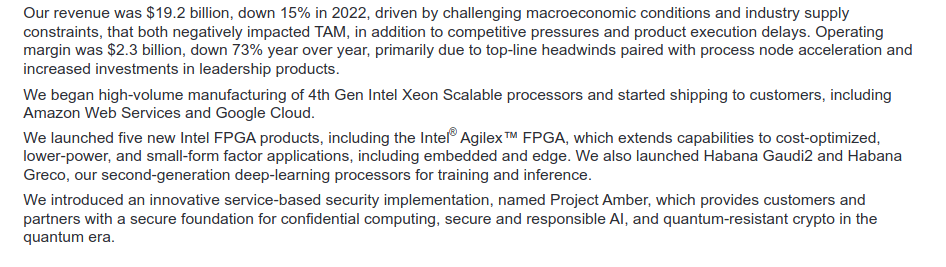 Our revenue was $19.2 billion, down 15% in 2022, driven by challenging macroeconomic conditions and industry supply
constraints, that both negatively impacted TAM, in addition to competitive pressures and product execution delays. Operating
margin was $2.3 billion, down 73% year over year, primarily due to top-line headwinds paired with process node acceleration and
increased investments in leadership products.
We began high-volume manufacturing of 4th Gen Intel Xeon Scalable processors and started shipping to customers, including
Amazon Web Services and Google Cloud.
We launched five new Intel FPGA products, including the Intel® Agilex™ FPGA, which extends capabilities to cost-optimized,
lower-power, and small-form factor applications, including embedded and edge. We also launched Habana Gaudi2 and Habana
Greco, our second-generation deep-learning processors for training and inference.
We introduced an innovative service-based security implementation, named Project Amber, which provides customers and
partners with a secure foundation for confidential computing, secure and responsible AI, and quantum-resistant crypto in the
quantum era.